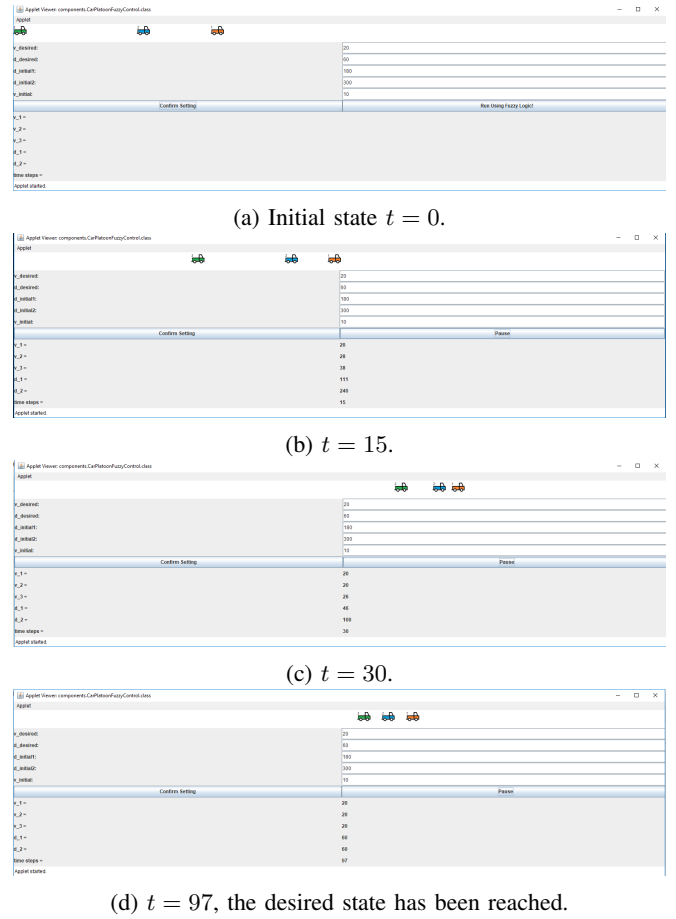 Applet Viewer: components.CarPlatoonFuzzyControl.class
Applet
v_desired: 20
d_desired: 60
d_initial1: 180
d_initial2: 300
v_initial: 10
Confirm Setting Run Using Fuzzy Logic!
v_1 =
v_2 =
v_3 =
d_1 =
d_2 =
time steps =
Applet started.
(a) Initial state t = 0.
Applet Viewer: components.CarPlatoonFuzzyControl.class
Applet
v_desired: 20
d_desired: 60
d_initial1: 180
d_initial2: 300
v_initial: 10
Confirm Setting Pause
v_1 = 20
v_2 = 28
v_3 = 38
d_1 = 111
d_2 = 240
time steps = 15
Applet started.
(b) t = 15.
Applet Viewer: components.CarPlatoonFuzzyControl.class
Applet
v_desired: 20
d_desired: 60
d_initial1: 180
d_initial2: 300
v_initial: 10
Confirm Setting Pause
v_1 = 20
v_2 = 20
v_3 = 26
d_1 = 46
d_2 = 100
time steps = 30
Applet started.
(c) t = 30.
Applet Viewer: components.CarPlatoonFuzzyControl.class
Applet
v_desired: 20
d_desired: 60
d_initial1: 180
d_initial2: 300
v_initial: 10
Confirm Setting Pause
v_1 = 20
v_2 = 20
v_3 = 20
d_1 = 60
d_2 = 60
time steps = 97
Applet started.
(d) t = 97, the desired state has been reached.